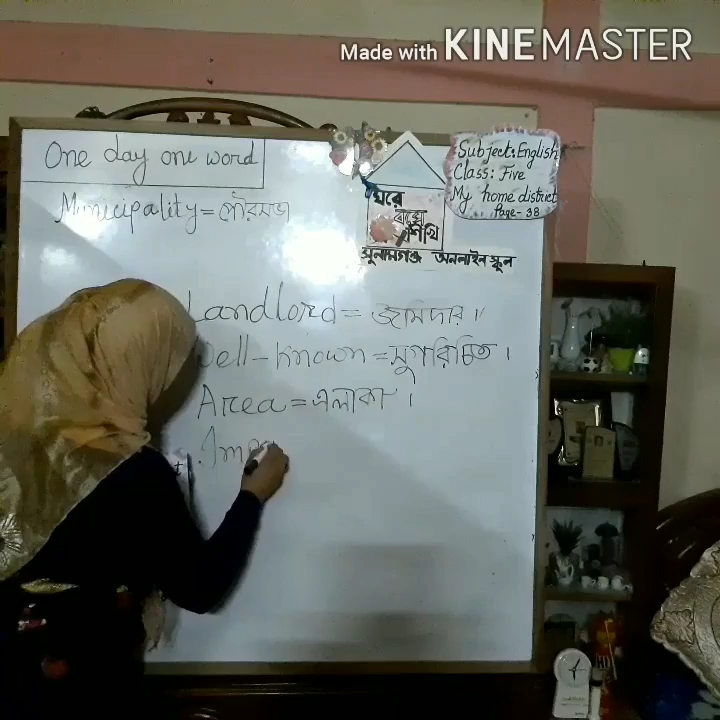 Made with KINEMASTER
One day one word
Municipality = পৌরসভা
Subject: English
Class: Five
My home district
Page - 38
ঘরে
বসে
শিখি
সুনামগঞ্জ অনলাইন স্কুল
Landlord = জমিদার।
Well-known = সুপরিচিত।
Area = এলাকা।